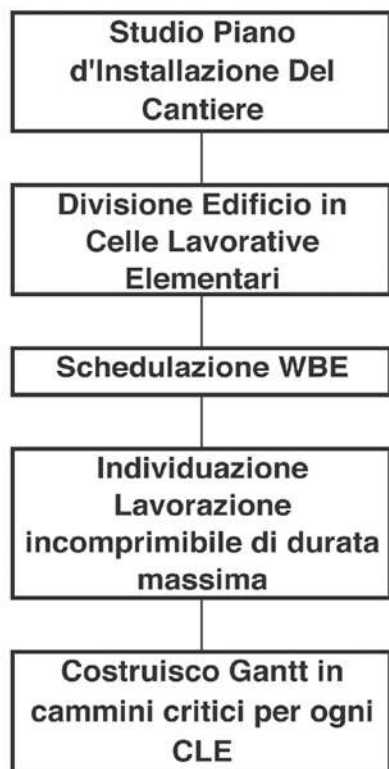 Studio Piano
d'Installazione Del
Cantiere
Divisione Edificio in
Celle Lavorative
Elementari
Schedulazione WBE
Individuazione
Lavorazione
incomprimibile di durata
massima
Costruisco Gantt in
cammini critici per ogni
CLE